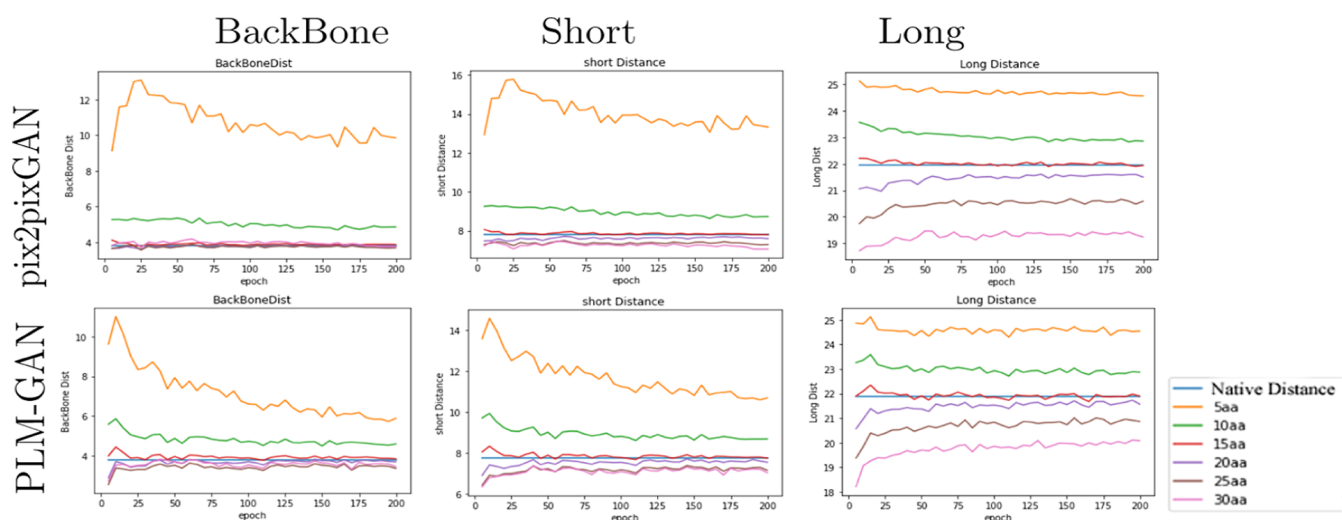 BackBone Short Long
pix2pixGAN
BackBoneDist
BackBone Dist
12
10
8
6
4
0 25 50 75 100 125 150 175 200
epoch
short Distance
short Distance
16
14
12
10
8
0 25 50 75 100 125 150 175 200
epoch
Long Distance
Long Dist
25
24
23
22
21
20
19
0 25 50 75 100 125 150 175 200
epoch
PLM-GAN
BackBoneDist
BackBone Dist
10
8
6
4
0 25 50 75 100 125 150 175 200
epoch
short Distance
short Distance
14
12
10
8
6
0 25 50 75 100 125 150 175 200
epoch
Long Distance
Long Dist
25
24
23
22
21
20
19
18
0 25 50 75 100 125 150 175 200
epoch
Native Distance
5aa
10aa
15aa
20aa
25aa
30aa